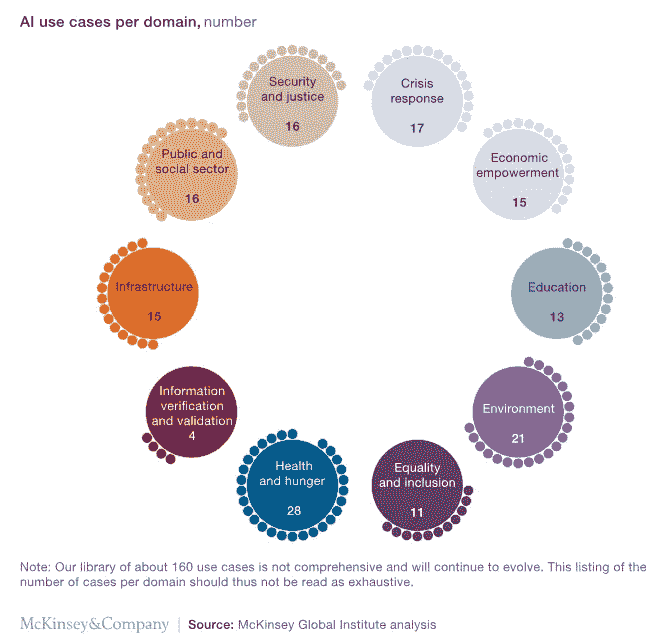 AI use cases per domain, number
Security
and justice
16
Crisis
response
17
Public and
social sector
16
Economic
empowerment
15
Infrastructure
15
Education
13
Information
verification
and validation
4
Environment
21
Health
and hunger
28
Equality
and inclusion
11
Note: Our library of about 160 use cases is not comprehensive and will continue to evolve. This listing of the
number of cases per domain should thus not be read as exhaustive.
McKinsey&Company | Source: McKinsey Global Institute analysis